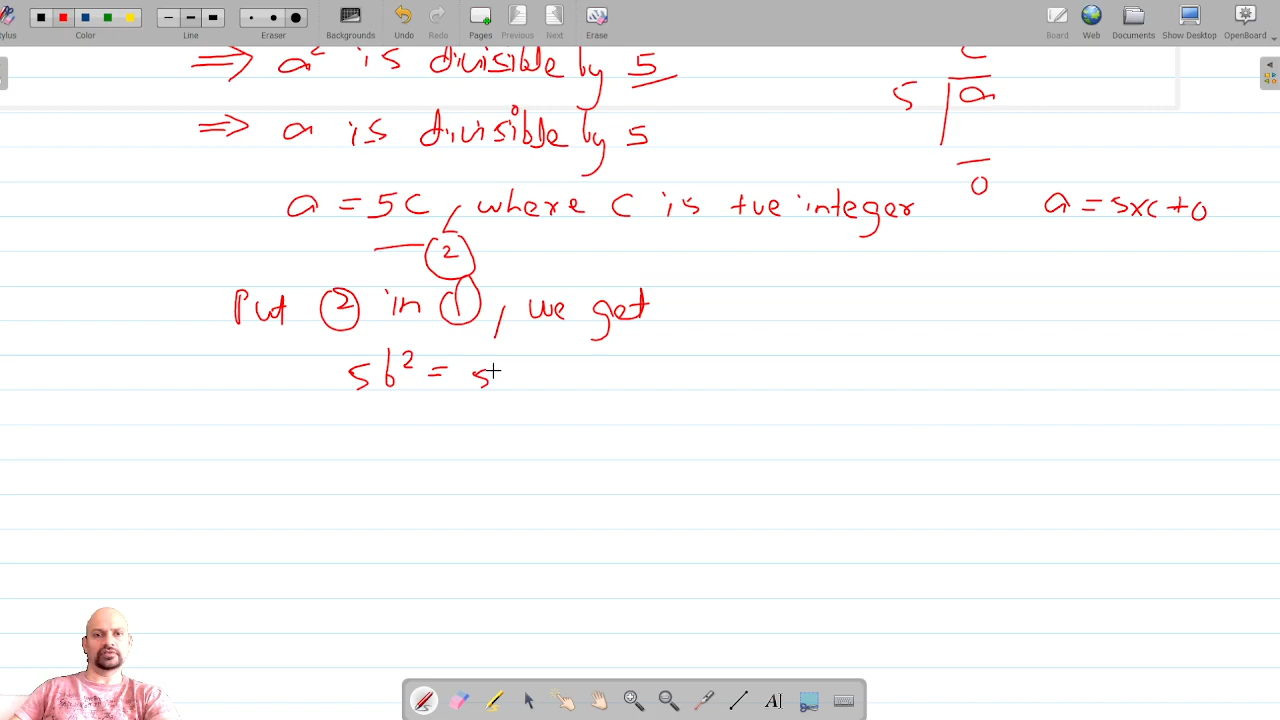 Stylus Color Line Eraser Backgrounds Undo Redo Pages Previous Next Erase Board Web Documents Show Desktop OpenBoard
⟹ a² is divisible by 5
⟹ a is divisible by 5
a = 5c, where c is +ve integer
②
Put ② in ①, we get
5b² = 5
c
5 a
0
a = 5xc + 0
A